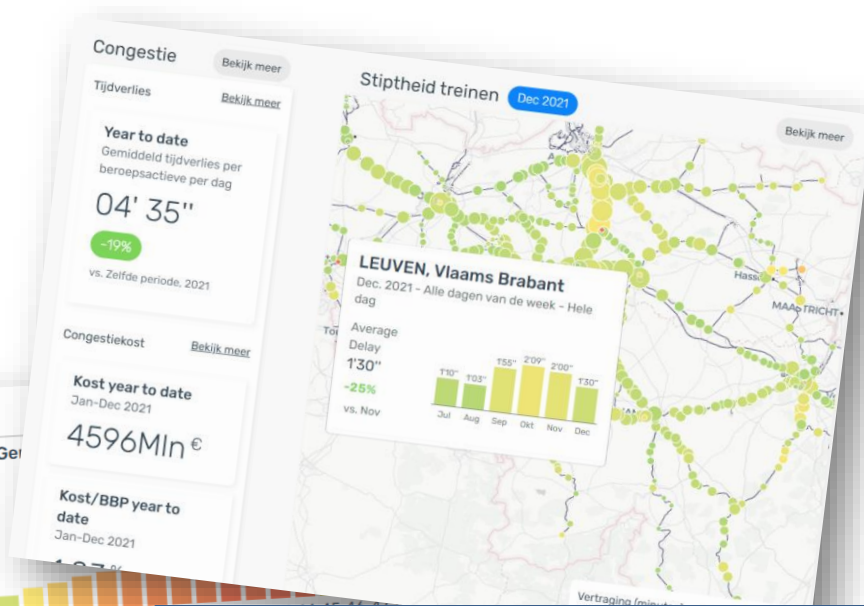 Congestie
Bekijk meer
Tijdverlies
Bekijk meer
Year to date
Gemiddeld tijdverlies per
beroepsactieve per dag
04' 35''
-19%
vs. Zelfde periode, 2021
Congestiekost
Bekijk meer
Kost year to date
Jan-Dec 2021
4596Mln €
Kost/BBP year to
date
Jan-Dec 2021
Stiptheid treinen
Dec 2021
Bekijk meer
LEUVEN, Vlaams Brabant
Dec. 2021 - Alle dagen van de week - Hele
dag
Average
Delay
1'30''
-25%
vs. Nov
1'10'' 1'03'' 1'55'' 2'09'' 2'00'' 1'30''
Jul Aug Sep Okt Nov Dec
MAASTRICHT